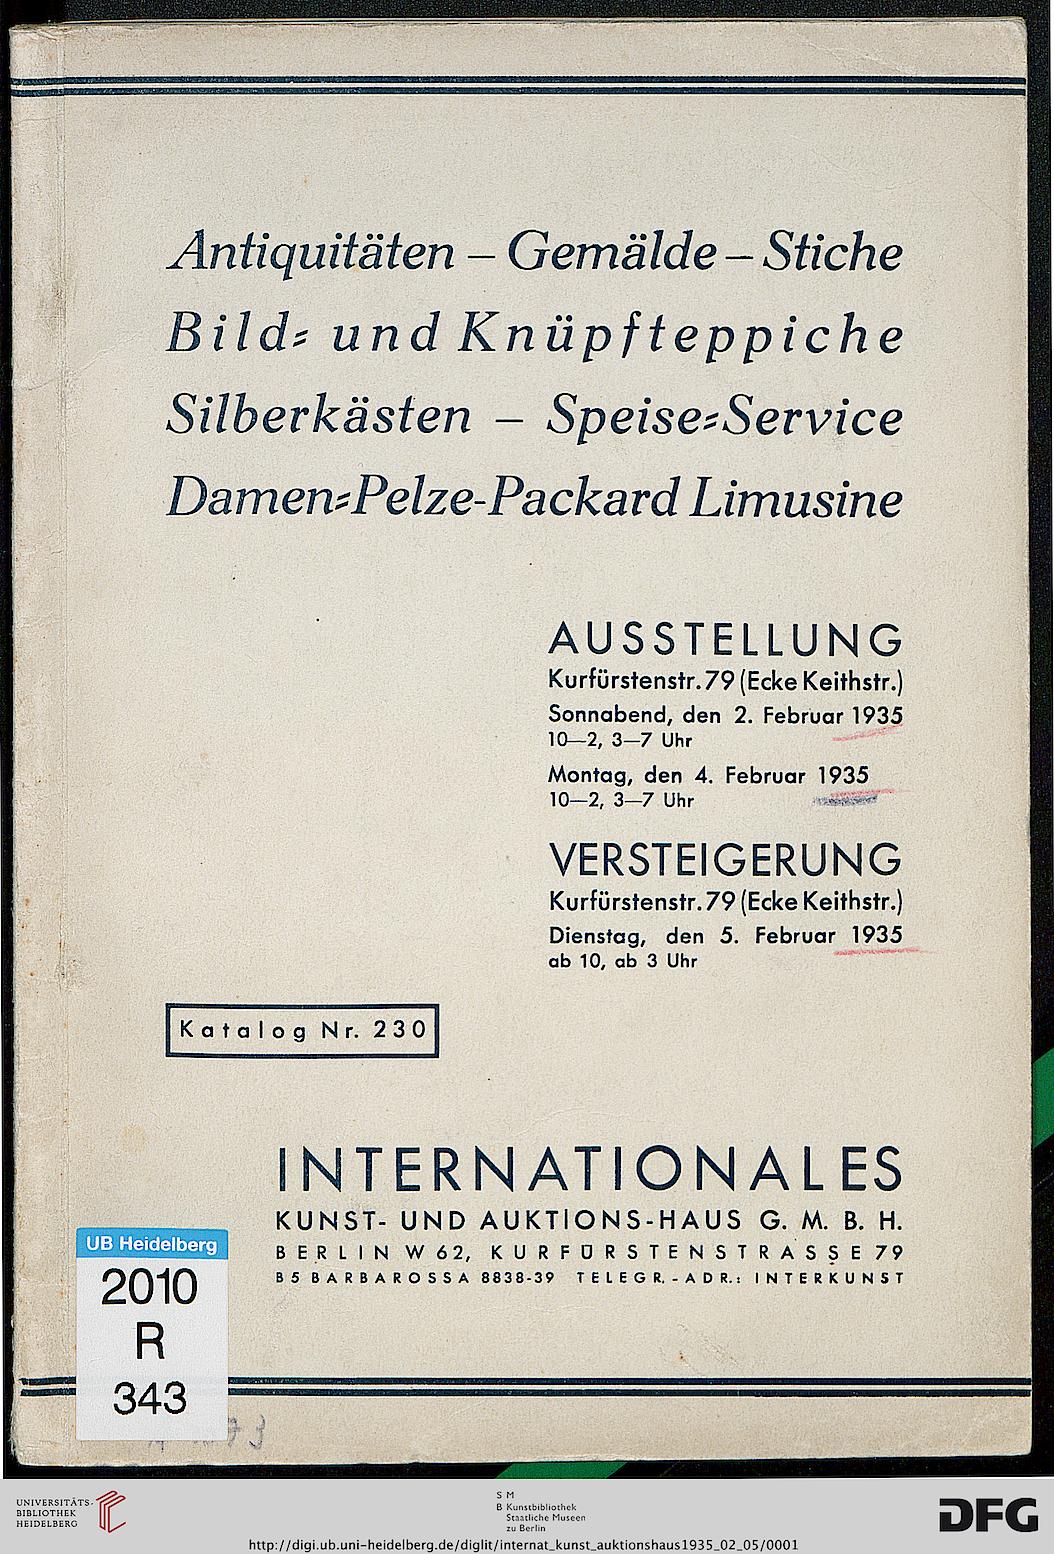 Antiquitäten – Gemälde – Stiche
Bild= und Knüpfteppiche
Silberkästen – Speise=Service
Damen=Pelze-Packard Limusine
AUSSTELLUNG
Kurfürstenstr. 79 (Ecke Keithstr.)
Sonnabend, den 2. Februar 1935
10—2, 3—7 Uhr
Montag, den 4. Februar 1935
10—2, 3—7 Uhr
VERSTEIGERUNG
Kurfürstenstr. 79 (Ecke Keithstr.)
Dienstag, den 5. Februar 1935
ab 10, ab 3 Uhr
Katalog Nr. 230
INTERNATIONALES
KUNST- UND AUKTIONS-HAUS G. M. B. H.
BERLIN W 62, KURFÜRSTENSTRASSE 79
B5 BARBAROSSA 8838-39 TELEGR.-ADR.: INTERKUNST
UB Heidelberg
2010
R
343
UNIVERSITÄTS-
BIBLIOTHEK
HEIDELBERG
S M
B Kunstbibliothek
Staatliche Museen
zu Berlin
DFG
http://digi.ub.uni-heidelberg.de/diglit/internat_kunst_auktionshaus1935_02_05/0001